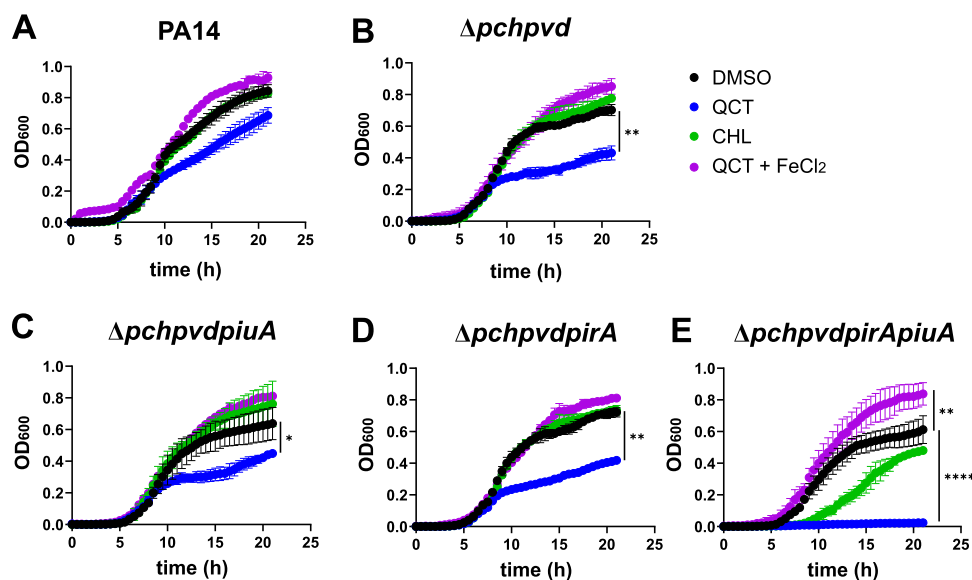 A
PA14
1.0
0.8
0.6
0.4
0.2
0.0
OD600
0 5 10 15 20 25
time (h)
B
Δpchpvd
1.0
0.8
0.6
0.4
0.2
0.0
OD600
**
0 5 10 15 20 25
time (h)
DMSO
QCT
CHL
QCT + FeCl2
C
ΔpchpvdpiuA
1.0
0.8
0.6
0.4
0.2
0.0
OD600
*
0 5 10 15 20 25
time (h)
D
ΔpchpvdpirA
1.0
0.8
0.6
0.4
0.2
0.0
OD600
**
0 5 10 15 20 25
time (h)
E
ΔpchpvdpirApiuA
1.0
0.8
0.6
0.4
0.2
0.0
OD600
**
****
0 5 10 15 20 25
time (h)